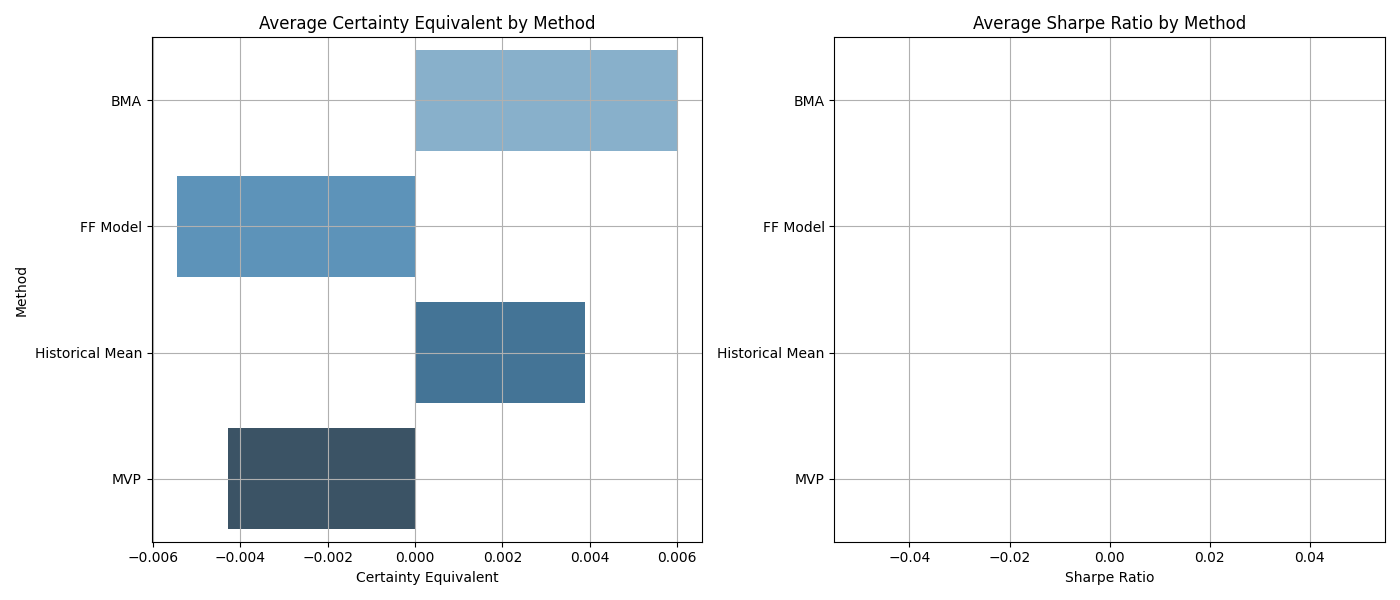 Average Certainty Equivalent by Method
Method
BMA
FF Model
Historical Mean
MVP
−0.006 −0.004 −0.002 0.000 0.002 0.004 0.006
Certainty Equivalent
Average Sharpe Ratio by Method
BMA
FF Model
Historical Mean
MVP
−0.04 −0.02 0.00 0.02 0.04
Sharpe Ratio